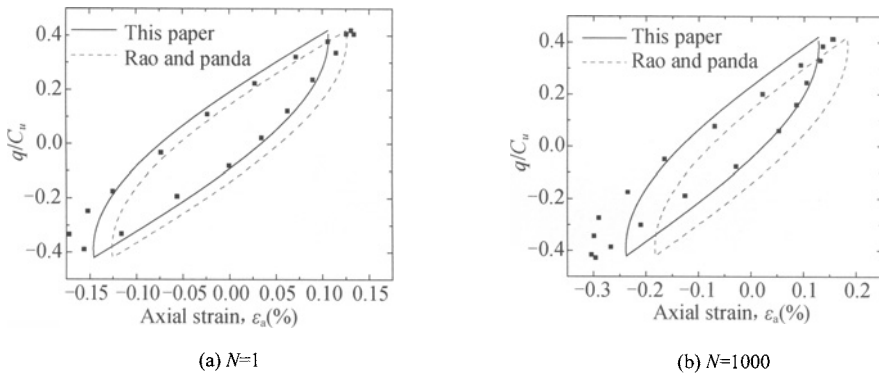 0.4
0.2
0.0
−0.2
−0.4
q/Cu
This paper
Rao and panda
−0.15
−0.10
−0.05
0.00
0.05
0.10
0.15
Axial strain, εa(%)
(a) N=1
0.4
0.2
0.0
−0.2
−0.4
q/Cu
This paper
Rao and panda
−0.3
−0.2
−0.1
0.0
0.1
0.2
Axial strain, εa(%)
(b) N=1000